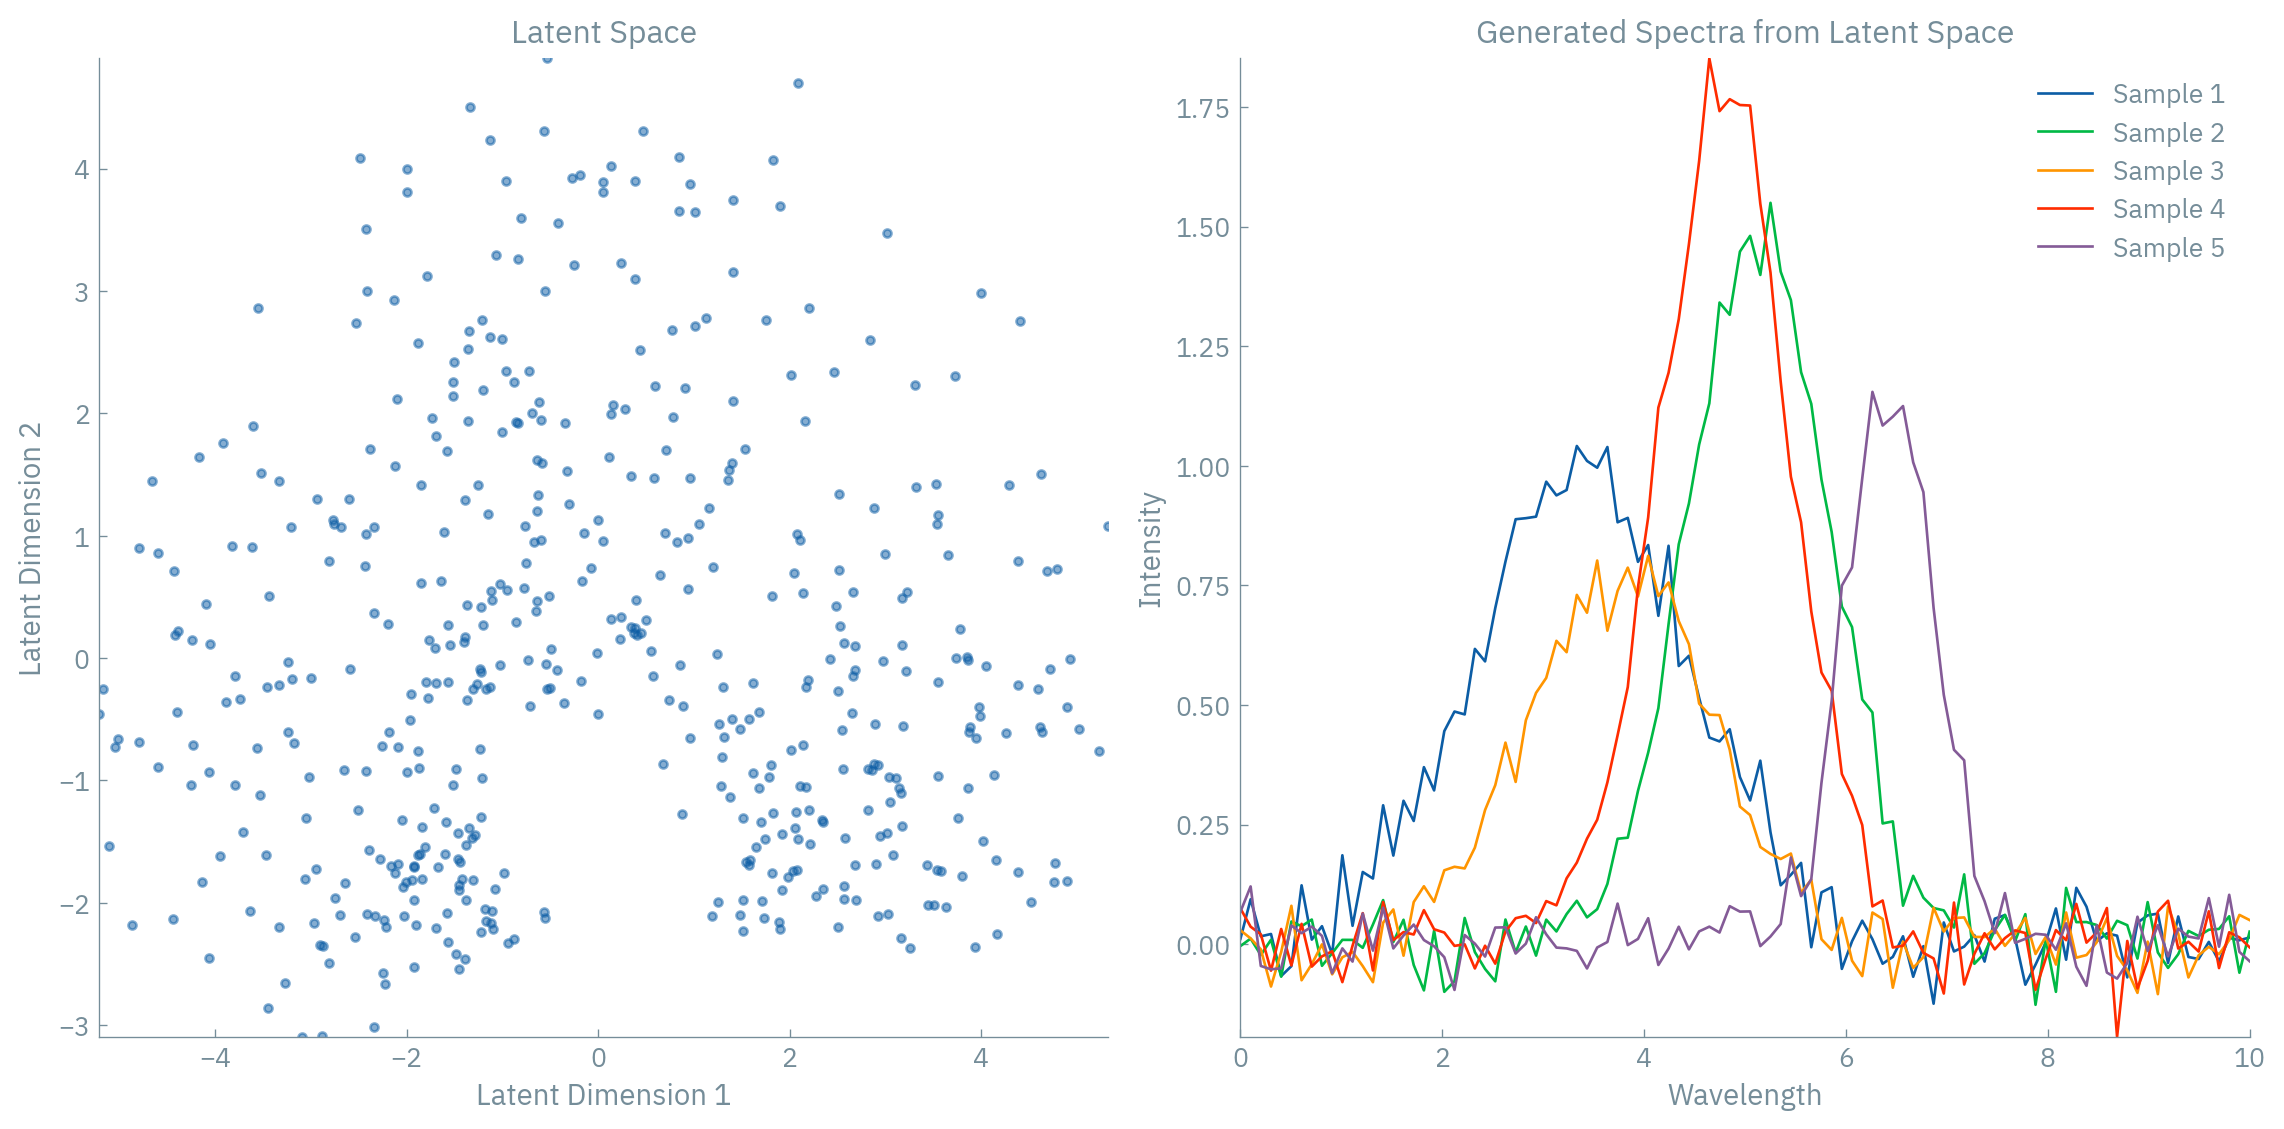 Latent Space
Latent Dimension 2
4
3
2
1
0
−1
−2
−3
−4
−2
0
2
4
Latent Dimension 1
Generated Spectra from Latent Space
Intensity
1.75
1.50
1.25
1.00
0.75
0.50
0.25
0.00
0
2
4
6
8
10
Wavelength
Sample 1
Sample 2
Sample 3
Sample 4
Sample 5